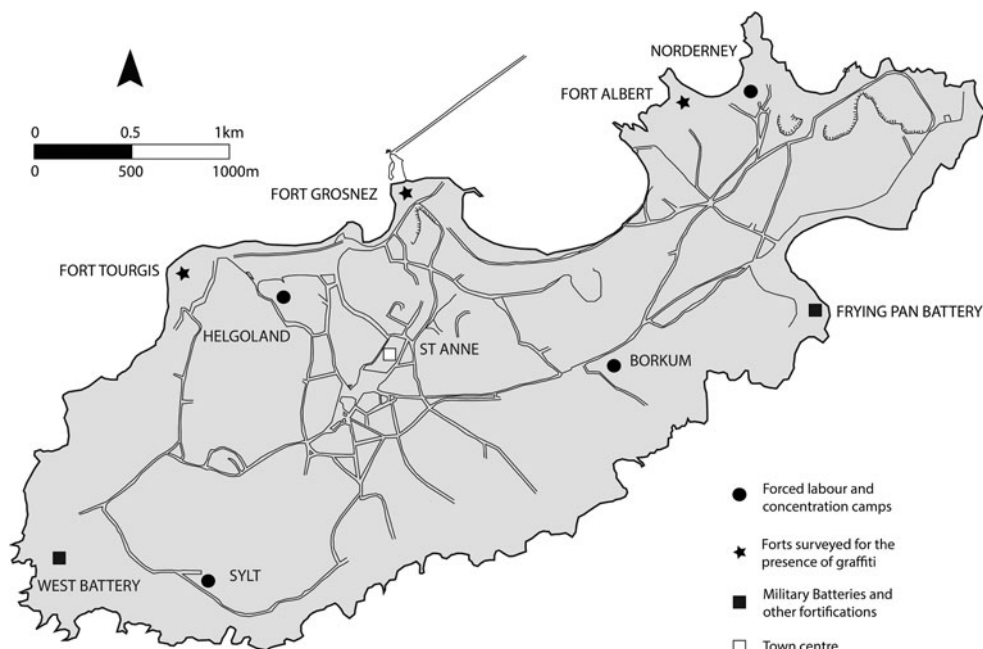 NORDERNEY
FORT ALBERT
0 0.5 1km
0 500 1000m
FORT GROSNEZ
FORT TOURGIS
HELGOLAND
ST ANNE
FRYING PAN BATTERY
BORKUM
WEST BATTERY
SYLT
Forced labour and
concentration camps
Forts surveyed for the
presence of graffiti
Military Batteries and
other fortifications
Town centre